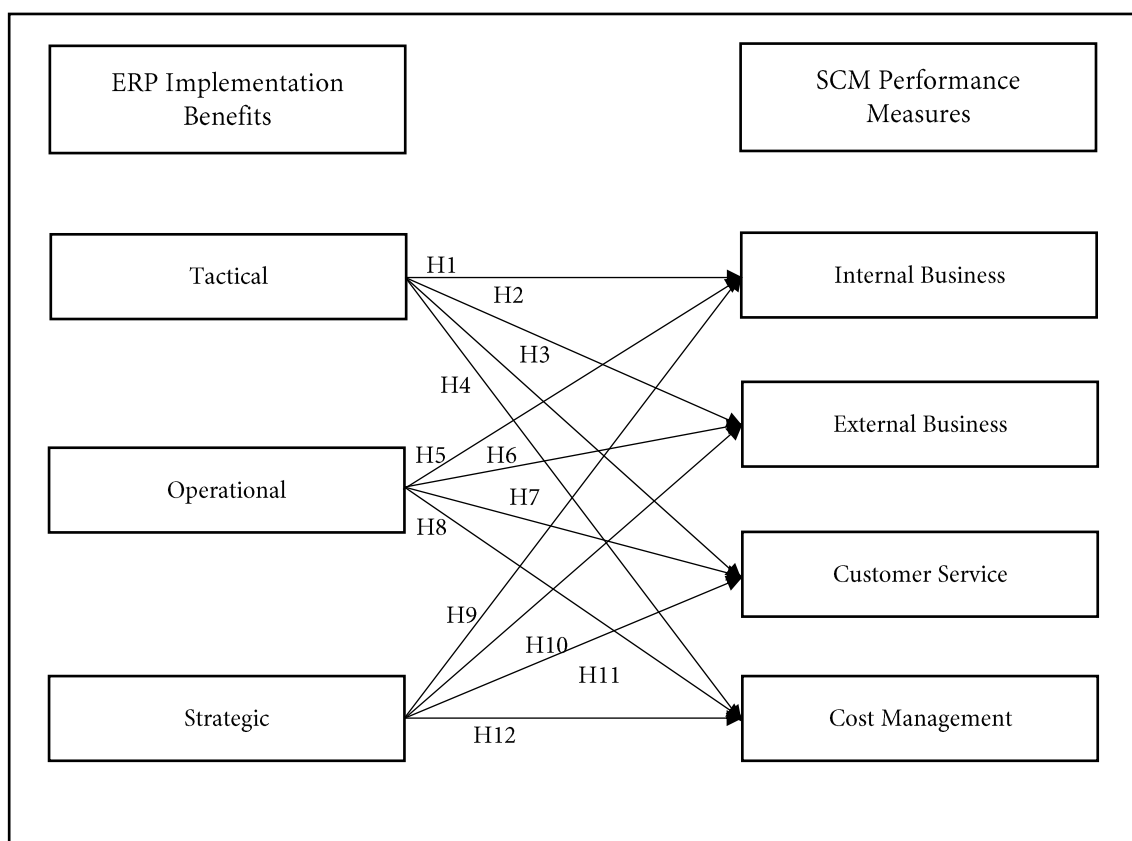 ERP Implementation
Benefits
SCM Performance
Measures
Tactical
H1
Internal Business
H2
H3
H4
External Business
H5
H6
Operational
H7
H8
Customer Service
H9
H10
H11
Strategic
Cost Management
H12